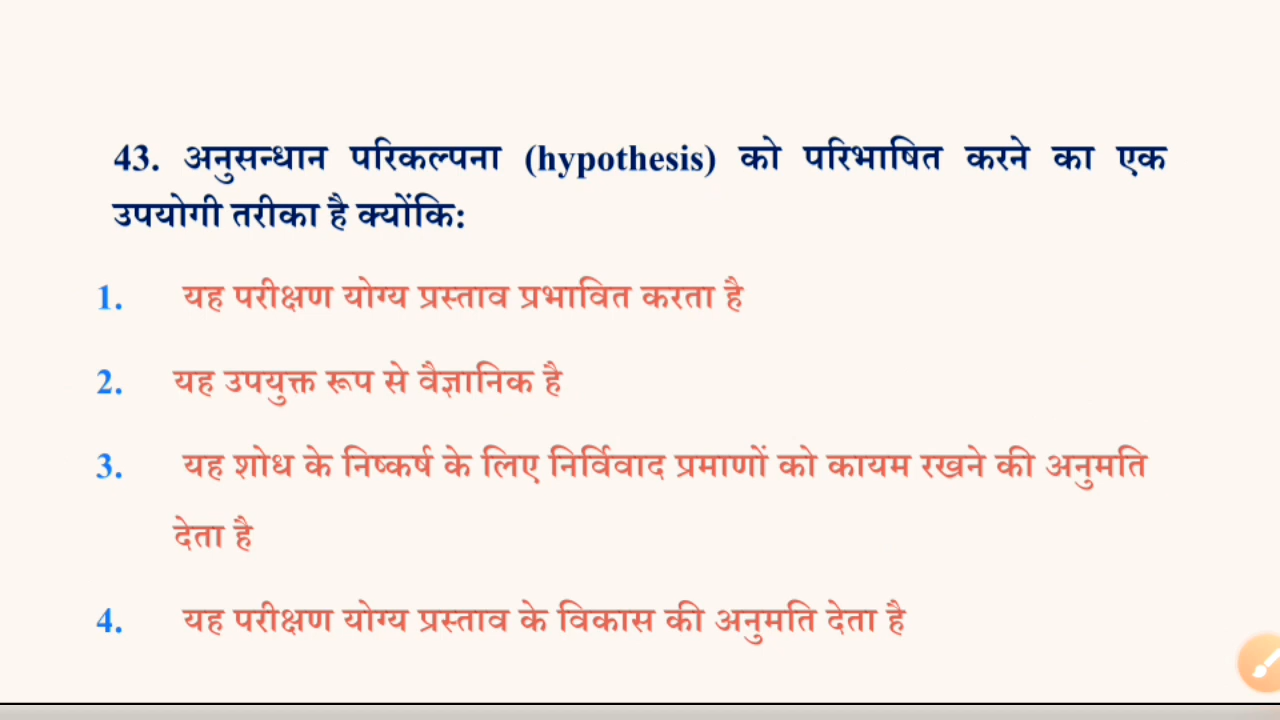 43. अनुसन्धान परिकल्पना (hypothesis) को परिभाषित करने का एक
उपयोगी तरीका है क्योंकि:
1. यह परीक्षण योग्य प्रस्ताव प्रभावित करता है
2. यह उपयुक्त रूप से वैज्ञानिक है
3. यह शोध के निष्कर्ष के लिए निर्विवाद प्रमाणों को कायम रखने की अनुमति
देता है
4. यह परीक्षण योग्य प्रस्ताव के विकास की अनुमति देता है